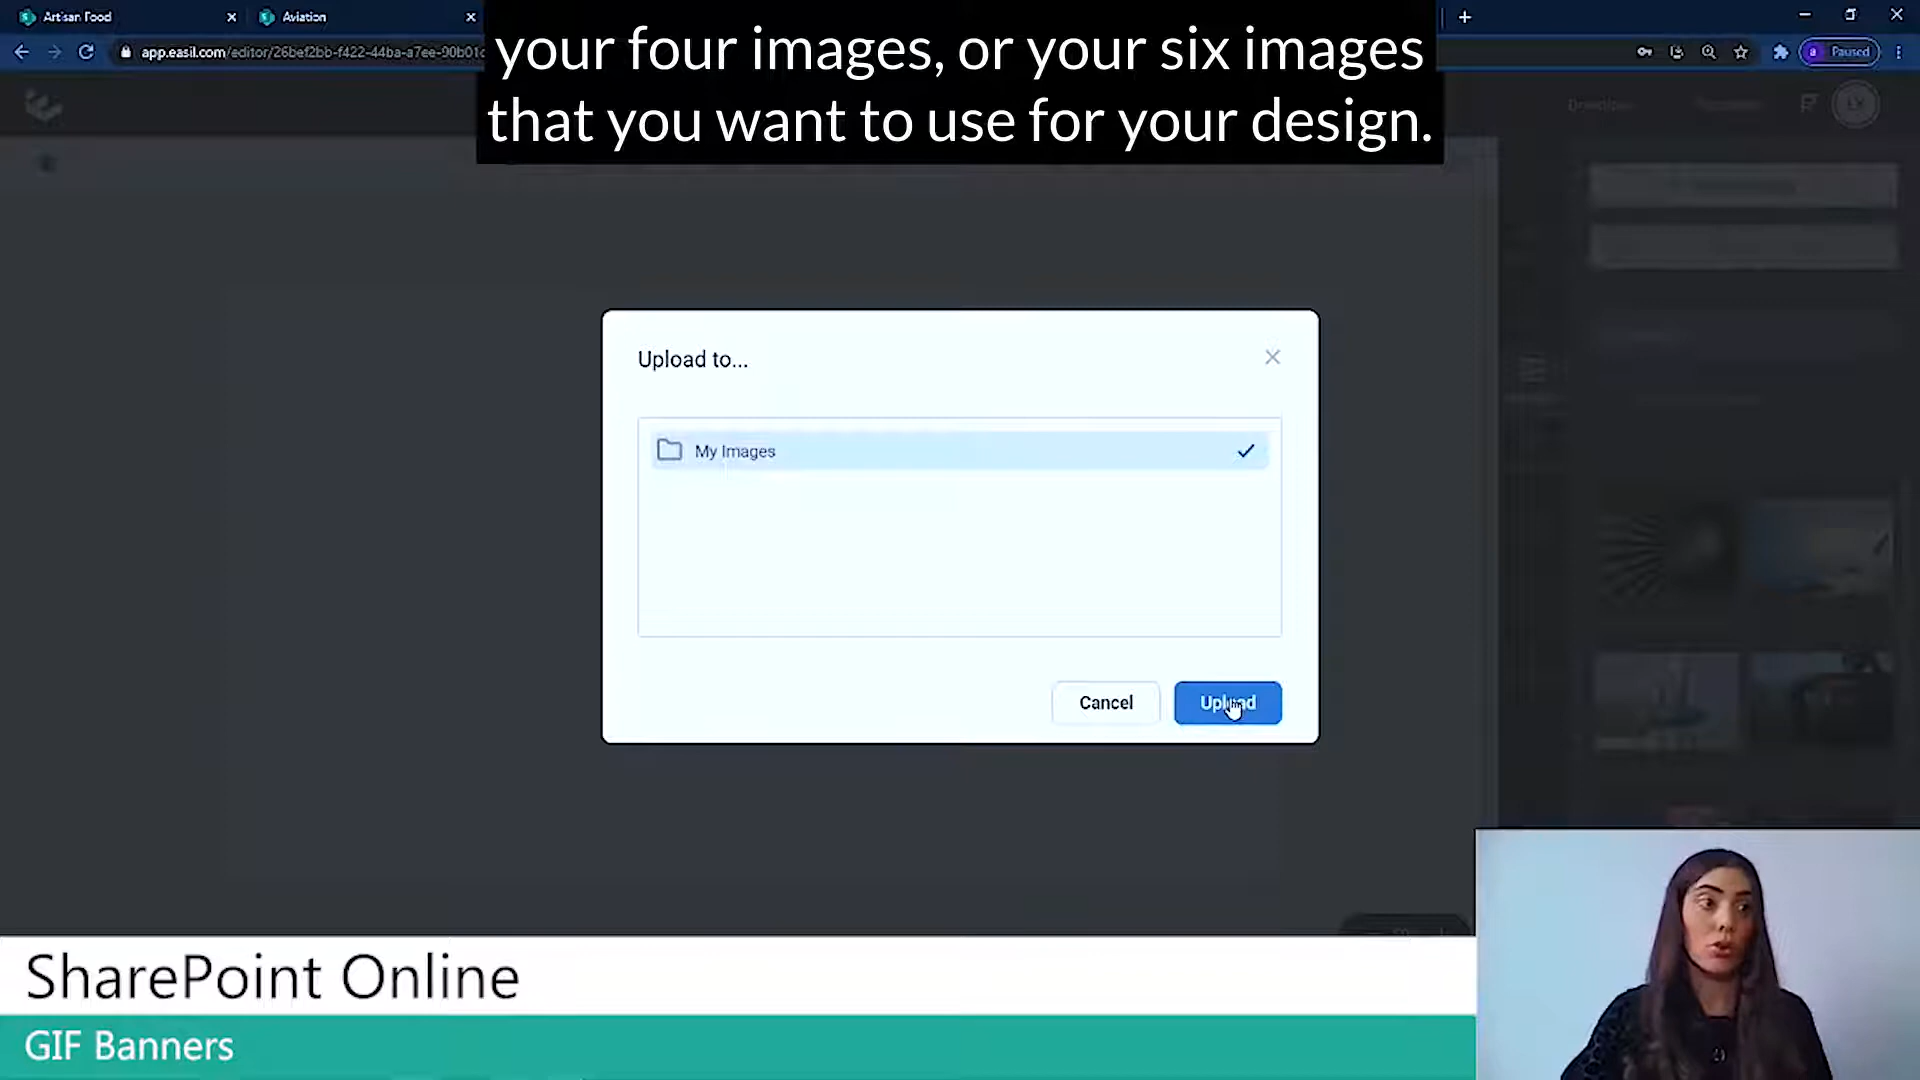 Artisan Food
Aviation
your four images, or your six images
that you want to use for your design.
app.easil.com/editor/26bef2bb-f422-44ba-a7ee-90b01c
Paused
Upload to...
My Images
Cancel
Upload
SharePoint Online
GIF Banners